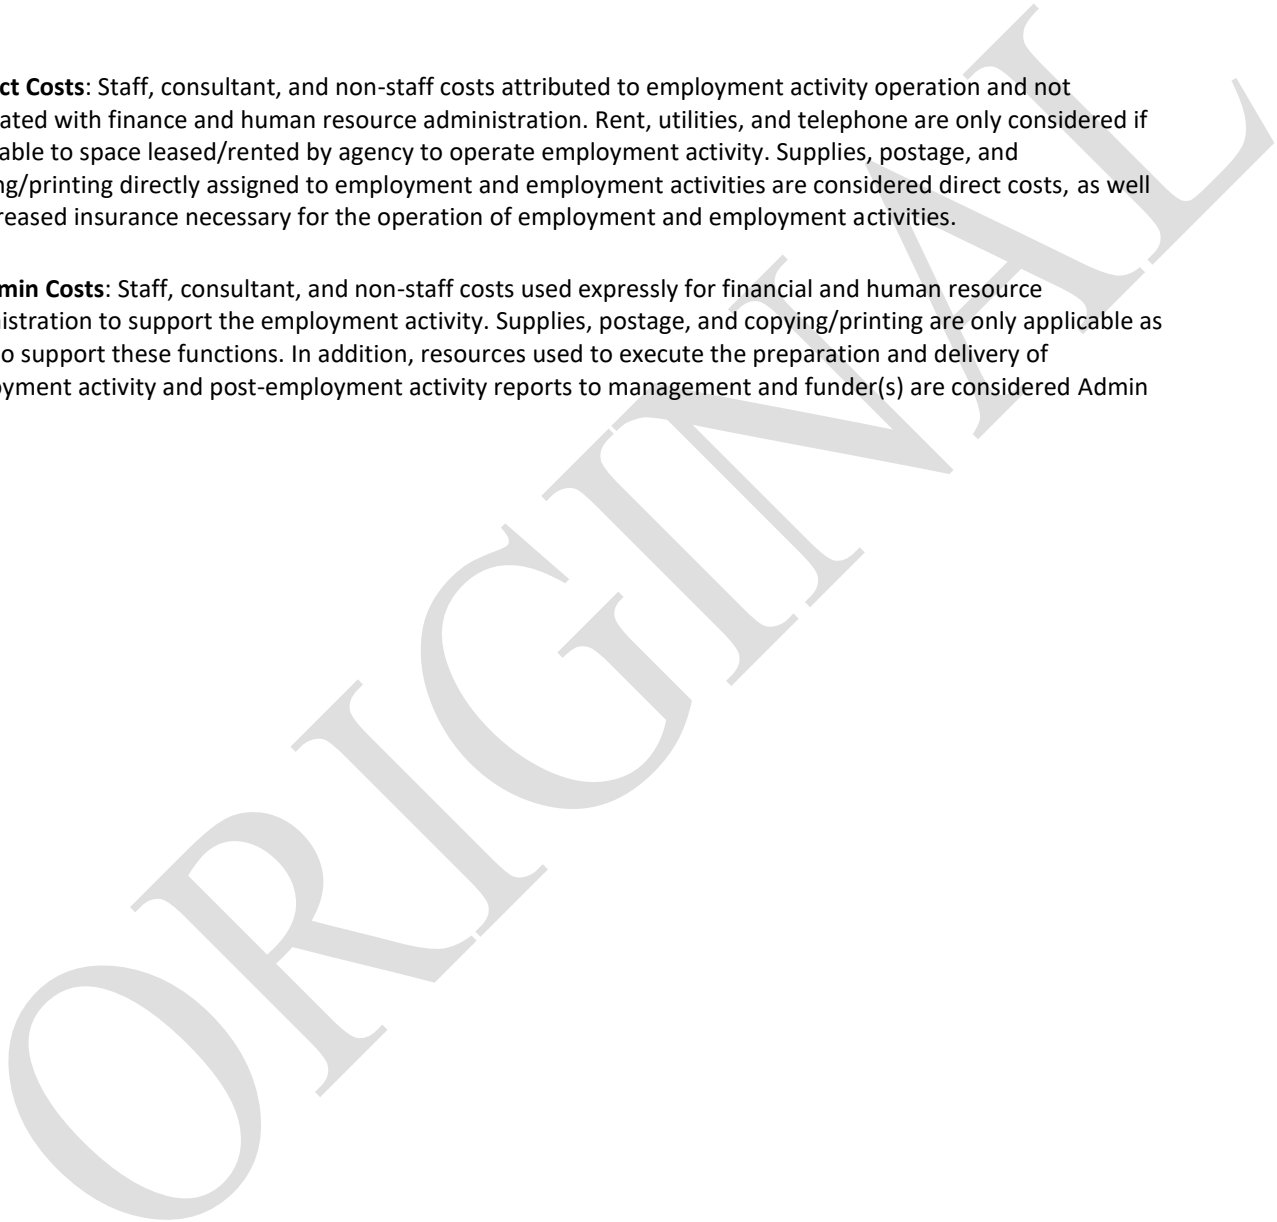 ct Costs: Staff, consultant, and non-staff costs attributed to employment activity operation and not
ated with finance and human resource administration. Rent, utilities, and telephone are only considered if
able to space leased/rented by agency to operate employment activity. Supplies, postage, and
ng/printing directly assigned to employment and employment activities are considered direct costs, as well
reased insurance necessary for the operation of employment and employment activities.
min Costs: Staff, consultant, and non-staff costs used expressly for financial and human resource
istration to support the employment activity. Supplies, postage, and copying/printing are only applicable as
o support these functions. In addition, resources used to execute the preparation and delivery of
oyment activity and post-employment activity reports to management and funder(s) are considered Admin
ORIGINAL